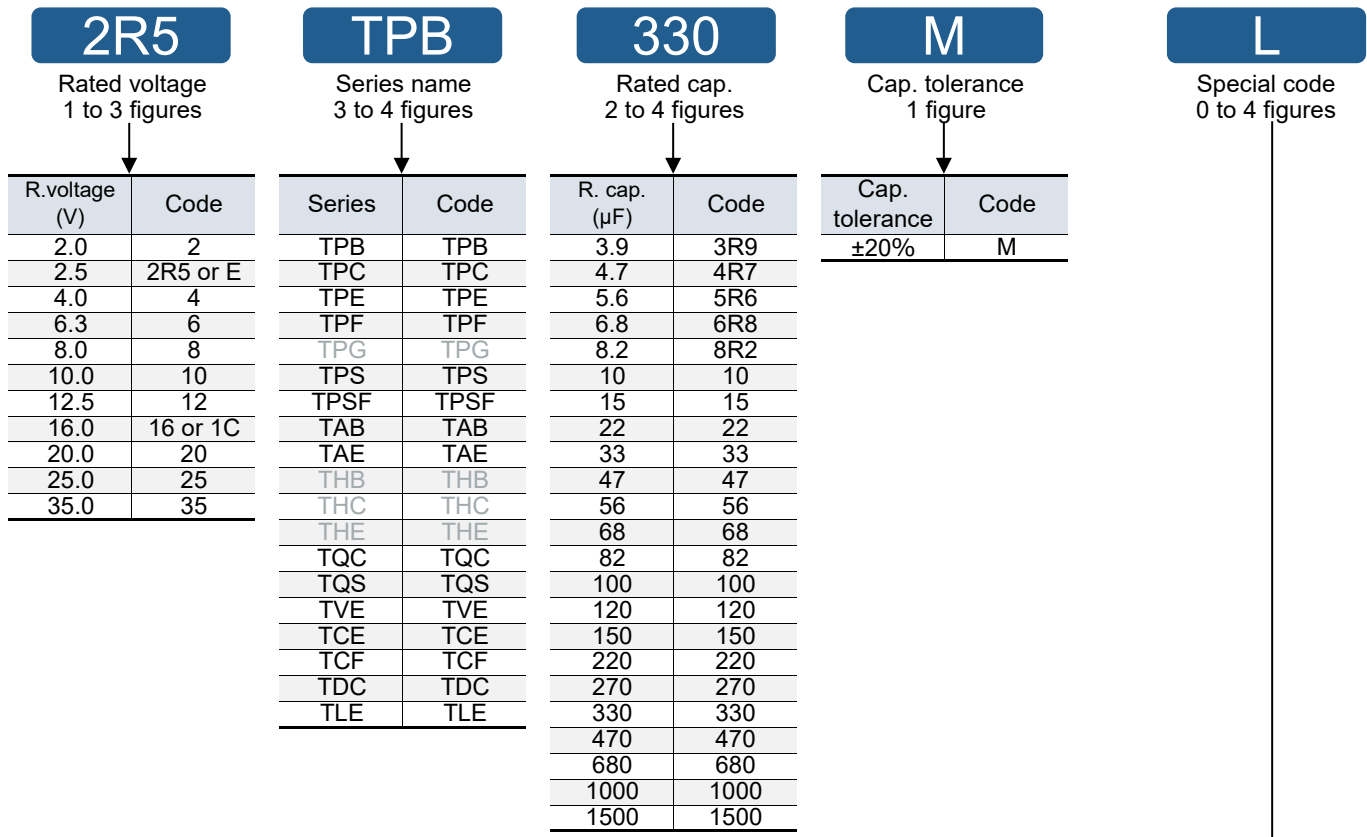 2R5 TPB 330 M L
Rated voltage Series name Rated cap. Cap. tolerance Special code
1 to 3 figures 3 to 4 figures 2 to 4 figures 1 figure 0 to 4 figures
R.voltage
(V) Code
2.0 2
2.5 2R5 or E
4.0 4
6.3 6
8.0 8
10.0 10
12.5 12
16.0 16 or 1C
20.0 20
25.0 25
35.0 35
Series Code
TPB TPB
TPC TPC
TPE TPE
TPF TPF
TPG TPG
TPS TPS
TPSF TPSF
TAB TAB
TAE TAE
THB THB
THC THC
THE THE
TQC TQC
TQS TQS
TVE TVE
TCE TCE
TCF TCF
TDC TDC
TLE TLE
R. cap.
(µF) Code
3.9 3R9
4.7 4R7
5.6 5R6
6.8 6R8
8.2 8R2
10 10
15 15
22 22
33 33
47 47
56 56
68 68
82 82
100 100
120 120
150 150
220 220
270 270
330 330
470 470
680 680
1000 1000
1500 1500
Cap.
tolerance Code
±20% M